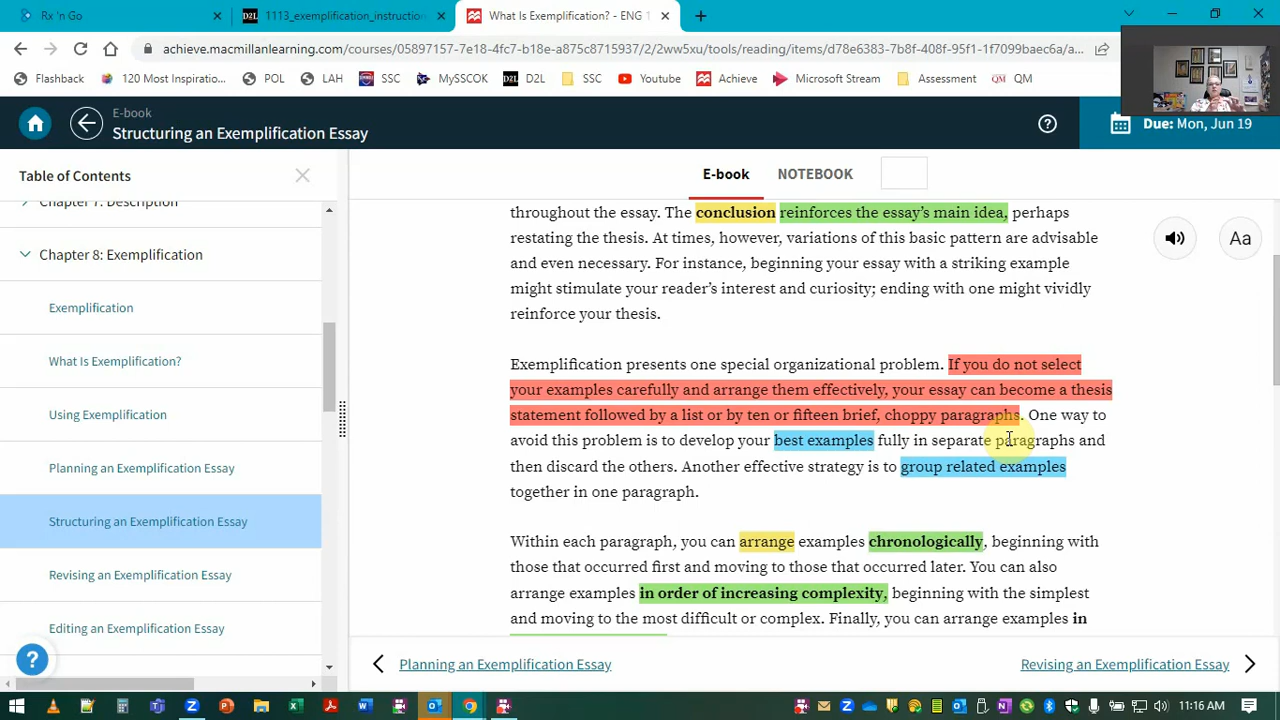 Rx 'n Go
D2L 1113_exemplification_instruction
What Is Exemplification? - ENG 1
achieve.macmillanlearning.com/courses/05897157-7e18-4fc7-b18e-a875c8715937/2/2ww5xu/tools/reading/items/d78e6383-7b8f-408f-95f1-1f7099baec6a/a...
Flashback 120 Most Inspiratio... POL LAH SSC MySSCOK D2L D2L SSC Youtube Achieve Microsoft Stream Assessment QM QM
E-book
Structuring an Exemplification Essay
Due: Mon, Jun 19
Table of Contents
E-book NOTEBOOK
Chapter 7: Description
Chapter 8: Exemplification
Exemplification
What Is Exemplification?
Using Exemplification
Planning an Exemplification Essay
Structuring an Exemplification Essay
Revising an Exemplification Essay
Editing an Exemplification Essay
Aa
throughout the essay. The conclusion reinforces the essay's main idea, perhaps
restating the thesis. At times, however, variations of this basic pattern are advisable
and even necessary. For instance, beginning your essay with a striking example
might stimulate your reader's interest and curiosity; ending with one might vividly
reinforce your thesis.
Exemplification presents one special organizational problem. If you do not select
your examples carefully and arrange them effectively, your essay can become a thesis
statement followed by a list or by ten or fifteen brief, choppy paragraphs. One way to
avoid this problem is to develop your best examples fully in separate paragraphs and
then discard the others. Another effective strategy is to group related examples
together in one paragraph.
Within each paragraph, you can arrange examples chronologically, beginning with
those that occurred first and moving to those that occurred later. You can also
arrange examples in order of increasing complexity, beginning with the simplest
and moving to the most difficult or complex. Finally, you can arrange examples in
Planning an Exemplification Essay
Revising an Exemplification Essay
11:16 AM